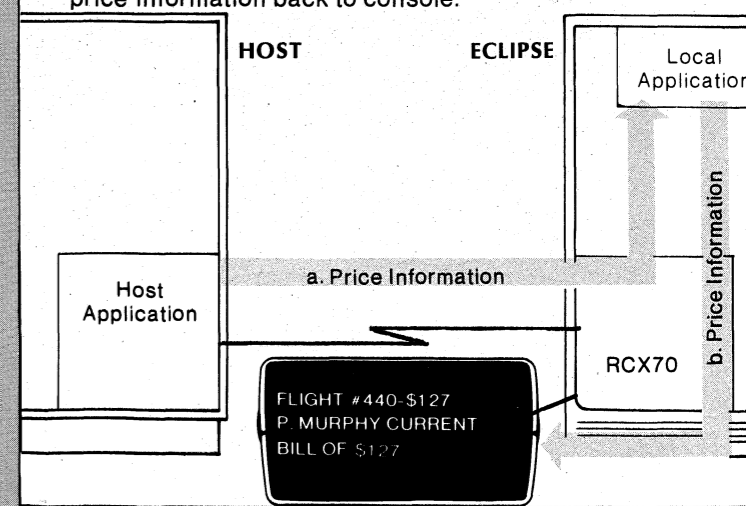 price information back to console.
HOST
ECLIPSE
Local
Application
a. Price Information
b. Price Information
Host
Application
RCX70
FLIGHT #440-$127
P. MURPHY CURRENT
BILL OF $127